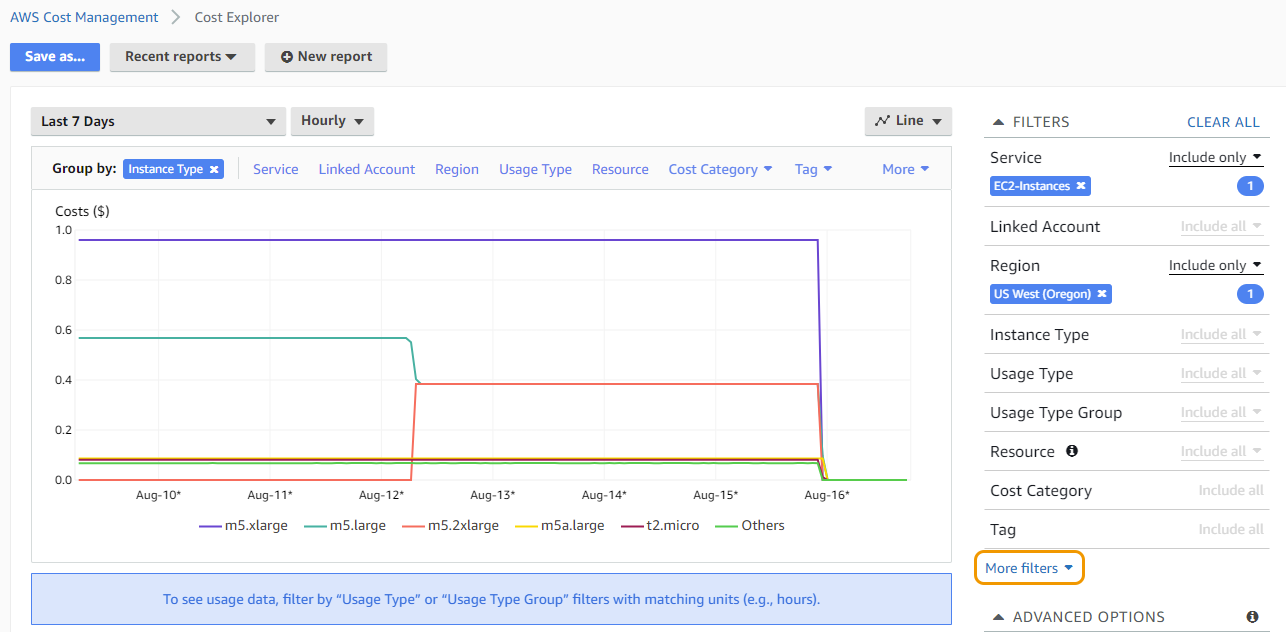 AWS Cost Management > Cost Explorer
Save as...
Recent reports
New report
Last 7 Days
Hourly
Line
Group by:
Instance Type
Service
Linked Account
Region
Usage Type
Resource
Cost Category
Tag
More
Costs ($)
1.0
0.8
0.6
0.4
0.2
0.0
Aug-10* Aug-11* Aug-12* Aug-13* Aug-14* Aug-15* Aug-16*
m5.xlarge m5.large m5.2xlarge m5a.large t2.micro Others
To see usage data, filter by “Usage Type” or “Usage Type Group” filters with matching units (e.g., hours).
FILTERS CLEAR ALL
Service Include only
EC2-Instances 1
Linked Account Include all
Region Include only
US West (Oregon) 1
Instance Type Include all
Usage Type Include all
Usage Type Group Include all
Resource Include all
Cost Category Include all
Tag Include all
More filters
ADVANCED OPTIONS